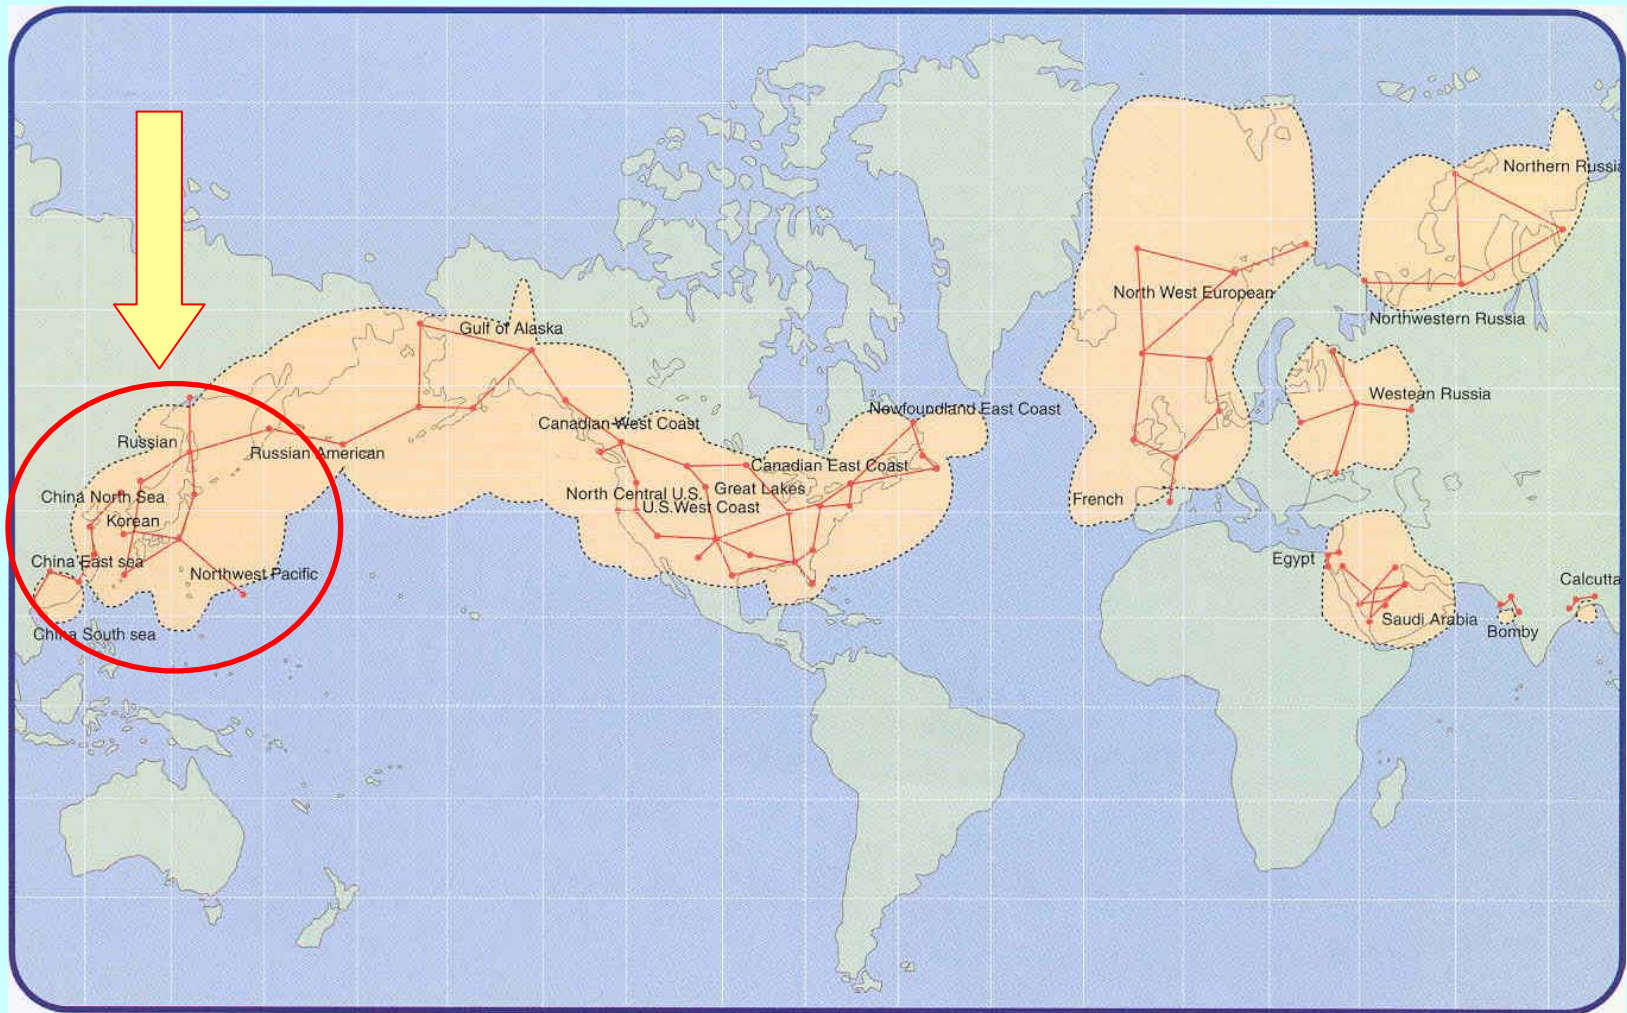 Northern Russia
North West European
Northwestern Russia
Gulf of Alaska
Westean Russia
Newfoundland East Coast
Canadian West Coast
Russian
Russian American
Canadian East Coast
China North Sea
North Central U.S.
Great Lakes
French
U.S.West Coast
Korean
China East sea
Egypt
Northwest Pacific
Calcutta
Saudi Arabia
China South sea
Bomby